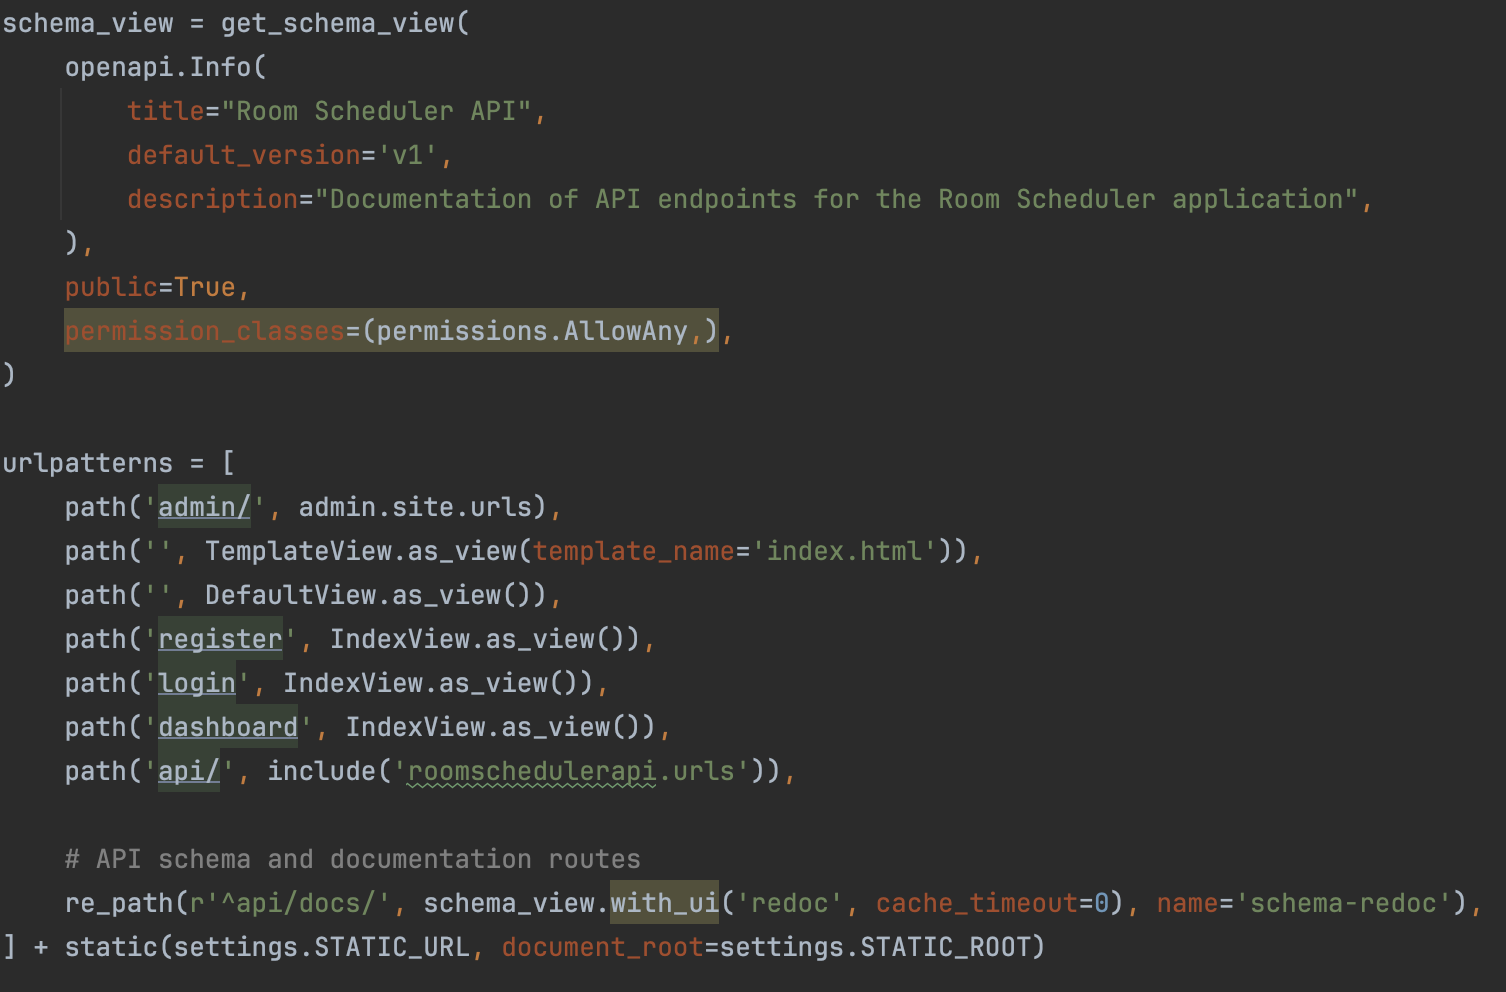 schema_view = get_schema_view(
    openapi.Info(
        title="Room Scheduler API",
        default_version='v1',
        description="Documentation of API endpoints for the Room Scheduler application",
    ),
    public=True,
    permission_classes=(permissions.AllowAny,),
)

urlpatterns = [
    path('admin/', admin.site.urls),
    path('', TemplateView.as_view(template_name='index.html')),
    path('', DefaultView.as_view()),
    path('register', IndexView.as_view()),
    path('login', IndexView.as_view()),
    path('dashboard', IndexView.as_view()),
    path('api/', include('roomschedulerapi.urls')),

    # API schema and documentation routes
    re_path(r'^api/docs/', schema_view.with_ui('redoc', cache_timeout=0), name='schema-redoc'),
] + static(settings.STATIC_URL, document_root=settings.STATIC_ROOT)